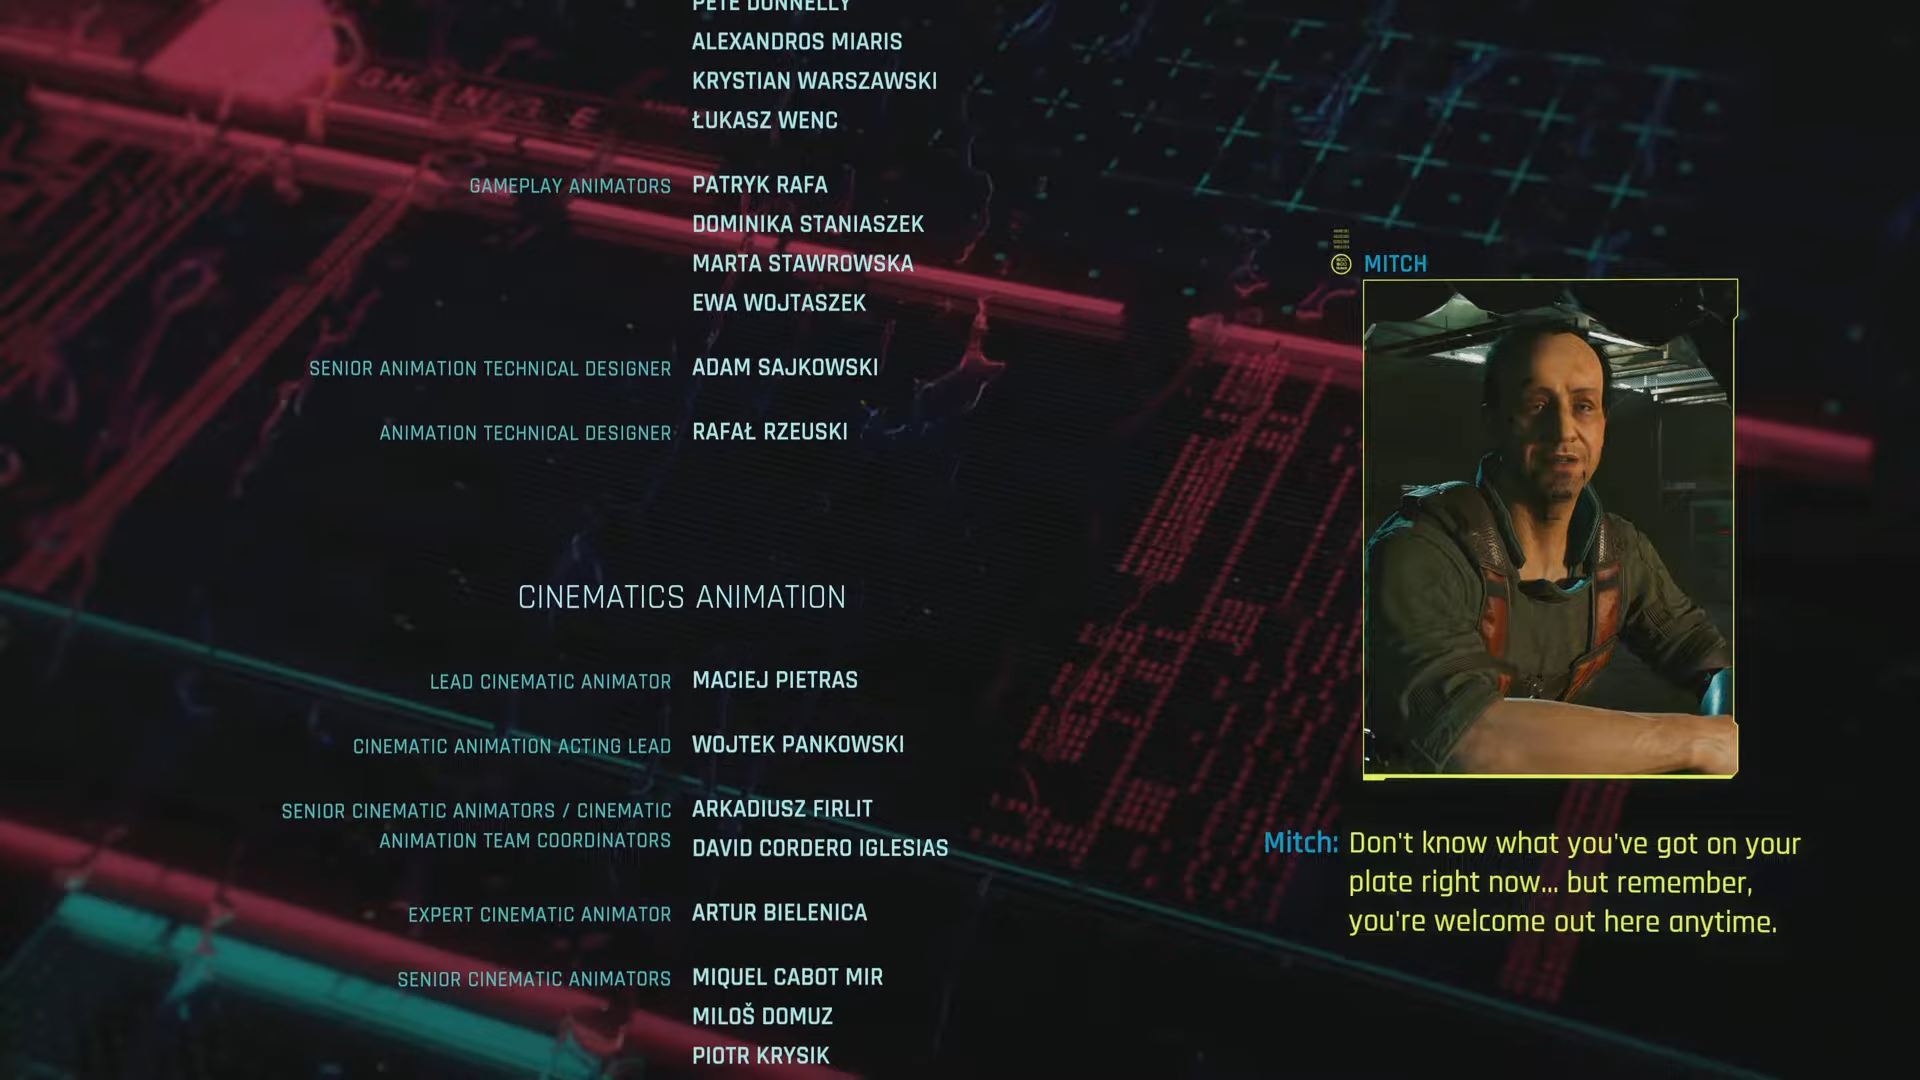 PETE DONNELLY
ALEXANDROS MIARIS
KRYSTIAN WARSZAWSKI
ŁUKASZ WENC
GAMEPLAY ANIMATORS PATRYK RAFA
DOMINIKA STANIASZEK
MARTA STAWROWSKA
EWA WOJTASZEK
SENIOR ANIMATION TECHNICAL DESIGNER ADAM SAJKOWSKI
ANIMATION TECHNICAL DESIGNER RAFAŁ RZEUSKI
CINEMATICS ANIMATION
LEAD CINEMATIC ANIMATOR MACIEJ PIETRAS
CINEMATIC ANIMATION ACTING LEAD WOJTEK PANKOWSKI
SENIOR CINEMATIC ANIMATORS / CINEMATIC ARKADIUSZ FIRLIT
ANIMATION TEAM COORDINATORS DAVID CORDERO IGLESIAS
EXPERT CINEMATIC ANIMATOR ARTUR BIELENICA
SENIOR CINEMATIC ANIMATORS MIQUEL CABOT MIR
MILOŠ DOMUZ
PIOTR KRYSIK
MITCH
Mitch: Don't know what you've got on your
plate right now... but remember,
you're welcome out here anytime.